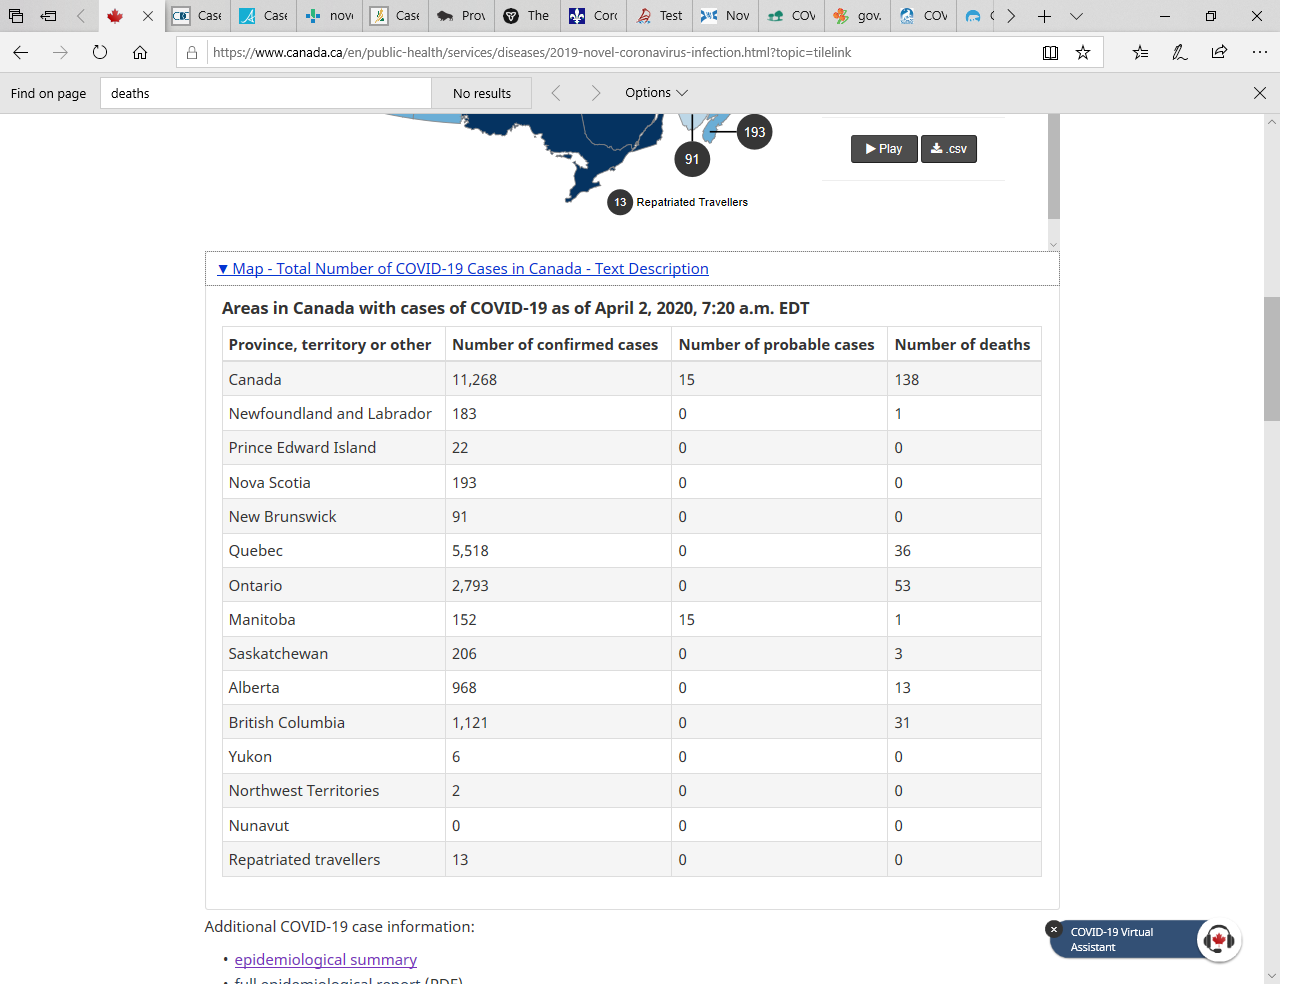 Case
Case
nov
Case
Prov
The
Cor
Test
Nov
COV
gov.
COV
https://www.canada.ca/en/public-health/services/diseases/2019-novel-coronavirus-infection.html?topic=tilelink
Find on page deaths No results Options
193
91
13 Repatriated Travellers
Play .csv
▼ Map - Total Number of COVID-19 Cases in Canada - Text Description
Areas in Canada with cases of COVID-19 as of April 2, 2020, 7:20 a.m. EDT
Province, territory or other Number of confirmed cases Number of probable cases Number of deaths
Canada 11,268 15 138
Newfoundland and Labrador 183 0 1
Prince Edward Island 22 0 0
Nova Scotia 193 0 0
New Brunswick 91 0 0
Quebec 5,518 0 36
Ontario 2,793 0 53
Manitoba 152 15 1
Saskatchewan 206 0 3
Alberta 968 0 13
British Columbia 1,121 0 31
Yukon 6 0 0
Northwest Territories 2 0 0
Nunavut 0 0 0
Repatriated travellers 13 0 0
Additional COVID-19 case information:
• epidemiological summary
• full epidemiological report (PDF)
COVID-19 Virtual
Assistant